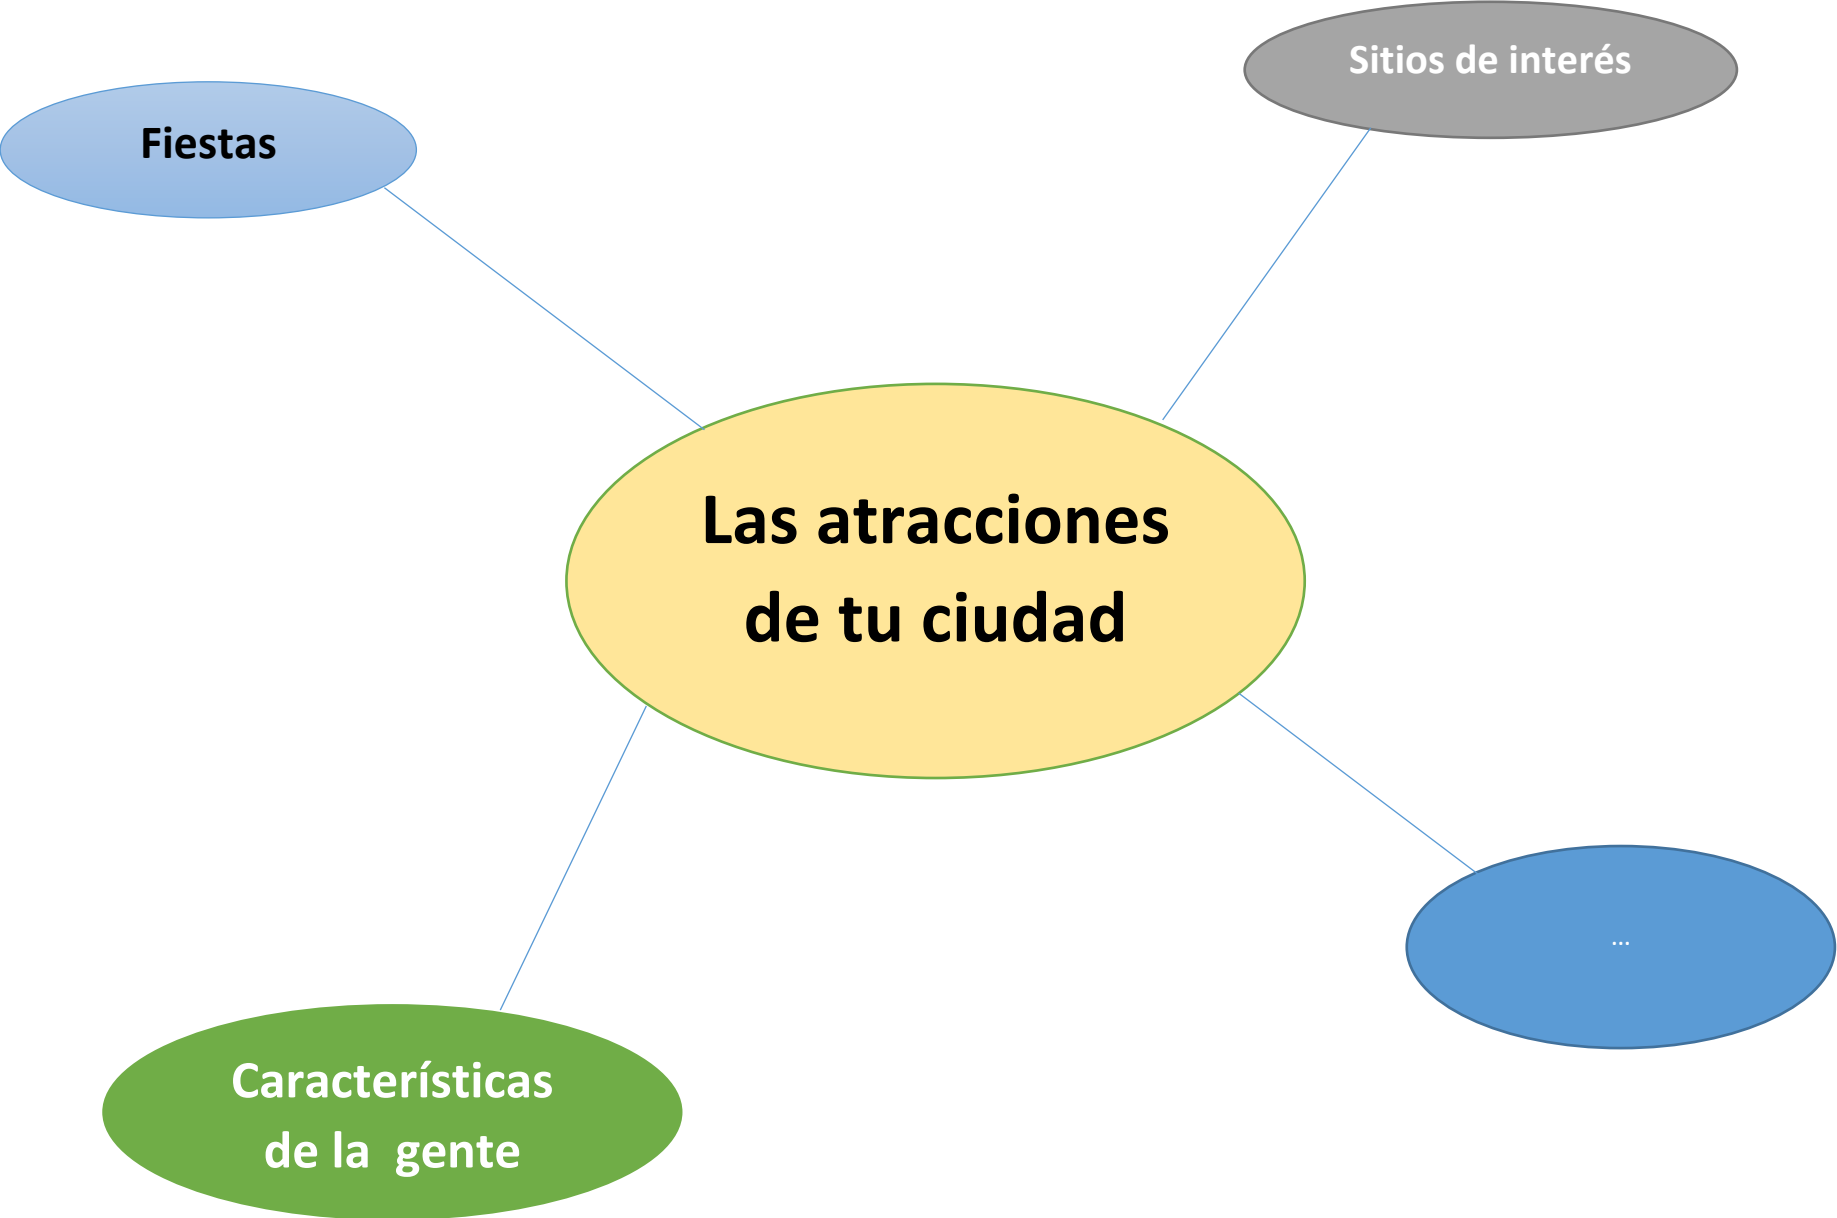 Sitios de interés
Fiestas
Las atracciones
de tu ciudad
...
Características
de la  gente